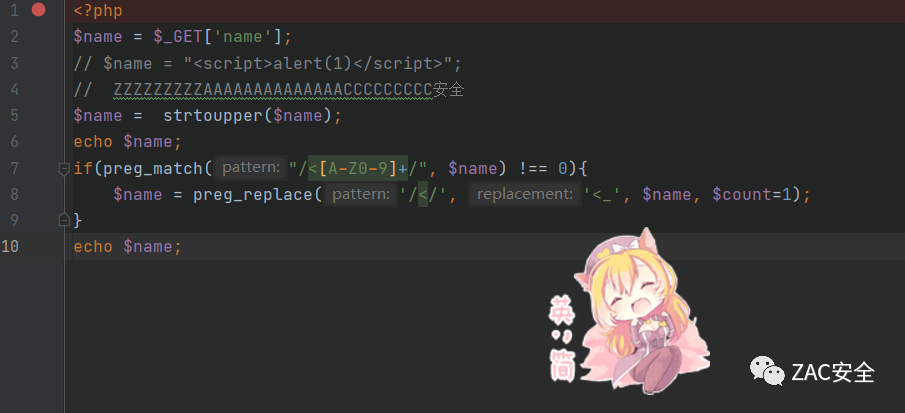 1 <?php
2 $name = $_GET['name'];
3 // $name = "<script>alert(1)</script>";
4 // ZZZZZZZZZAAAAAAAAAAAAAACCCCCCCCC安全
5 $name =  strtoupper($name);
6 echo $name;
7 if(preg_match( pattern: "/<[A-Z0-9]+/", $name) !== 0){
8 $name = preg_replace( pattern: '/</', replacement: '<_', $name, $count=1);
9 }
10 echo $name;
英〃简
ZAC安全